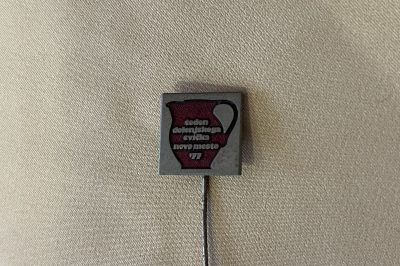 teden
dolenjskega
cvička
novo mesto
'77